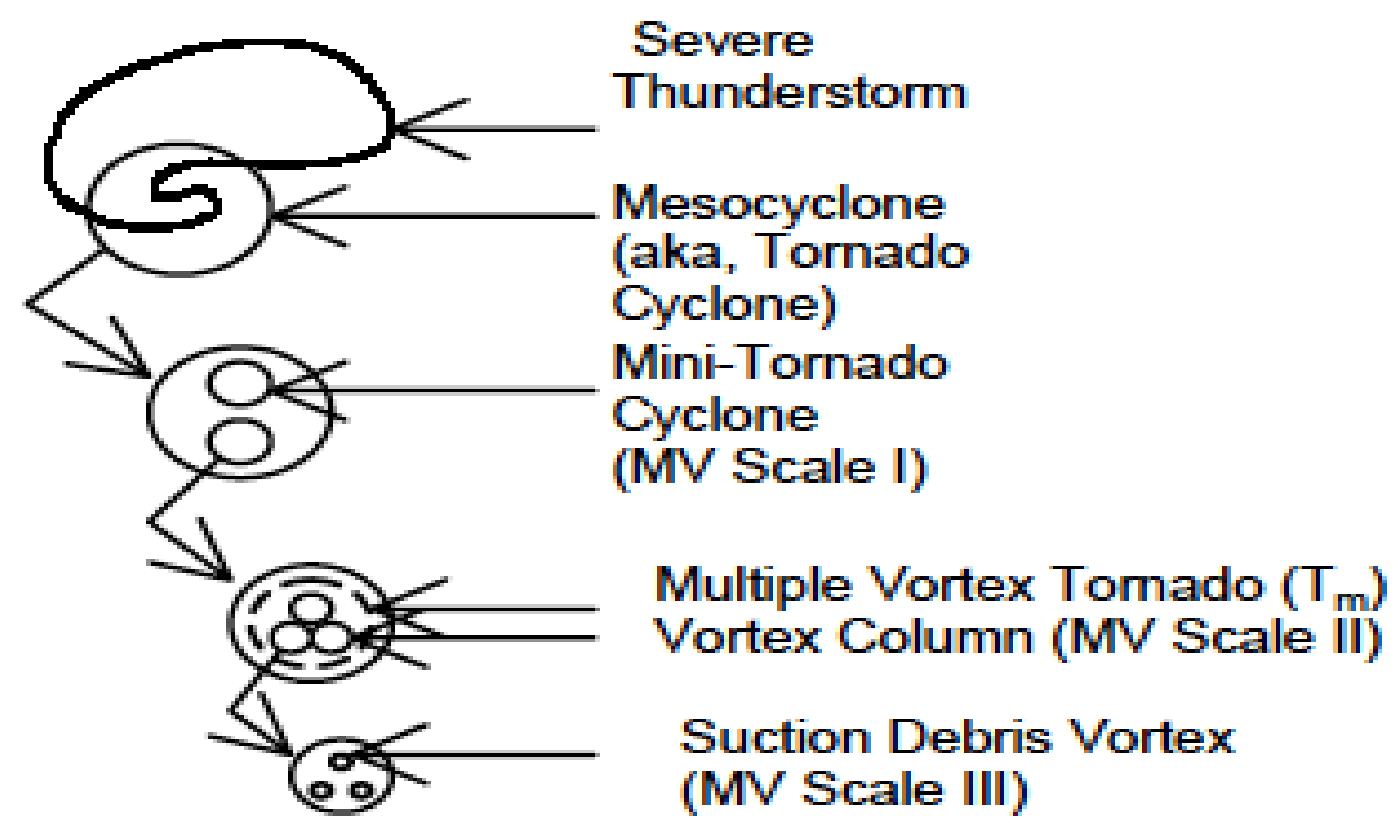 Severe
Thunderstorm
Mesocyclone
(aka, Tornado
Cyclone)
Mini-Tornado
Cyclone
(MV Scale I)
Multiple Vortex Tornado (Tm)
Vortex Column (MV Scale II)
Suction Debris Vortex
(MV Scale III)